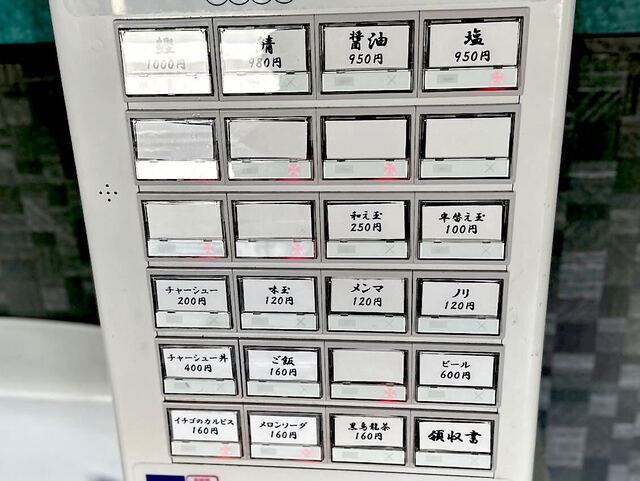 鰹
1000円
鯖
980円
醤油
950円
塩
950円
和え玉
250円
半替え玉
100円
チャーシュー
200円
味玉
120円
メンマ
120円
ノリ
120円
チャーシュー丼
400円
ご飯
160円
ビール
600円
イチゴのカルピス
160円
メロンソーダ
160円
黒烏龍茶
160円
領収書